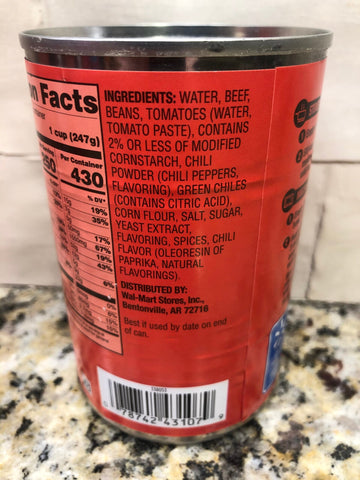 n Facts
1 cup (247g)
Per Container
430
% DV*
19%
35%
17%
67%
19%
43%
6%
INGREDIENTS: WATER, BEEF,
BEANS, TOMATOES (WATER,
TOMATO PASTE), CONTAINS
2% OR LESS OF MODIFIED
CORNSTARCH, CHILI
POWDER (CHILI PEPPERS,
FLAVORING), GREEN CHILES
(CONTAINS CITRIC ACID),
CORN FLOUR, SALT, SUGAR,
YEAST EXTRACT,
FLAVORING, SPICES, CHILI
FLAVOR (OLEORESIN OF
PAPRIKA, NATURAL
FLAVORINGS).
DISTRIBUTED BY:
Wal-Mart Stores, Inc.,
Bentonville, AR 72716
Best if used by date on end
of can.
78742 43107 9